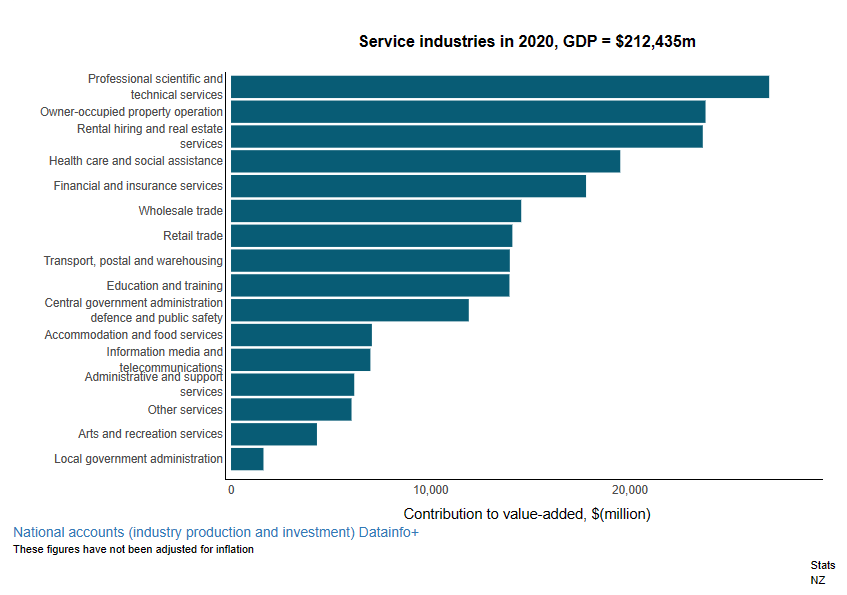 Service industries in 2020, GDP = $212,435m
Professional scientific and
technical services
Owner-occupied property operation
Rental hiring and real estate
services
Health care and social assistance
Financial and insurance services
Wholesale trade
Retail trade
Transport, postal and warehousing
Education and training
Central government administration
defence and public safety
Accommodation and food services
Information media and
telecommunications
Administrative and support
services
Other services
Arts and recreation services
Local government administration
0
10,000
20,000
Contribution to value-added, $(million)
National accounts (industry production and investment) Datainfo+
These figures have not been adjusted for inflation
Stats
NZ